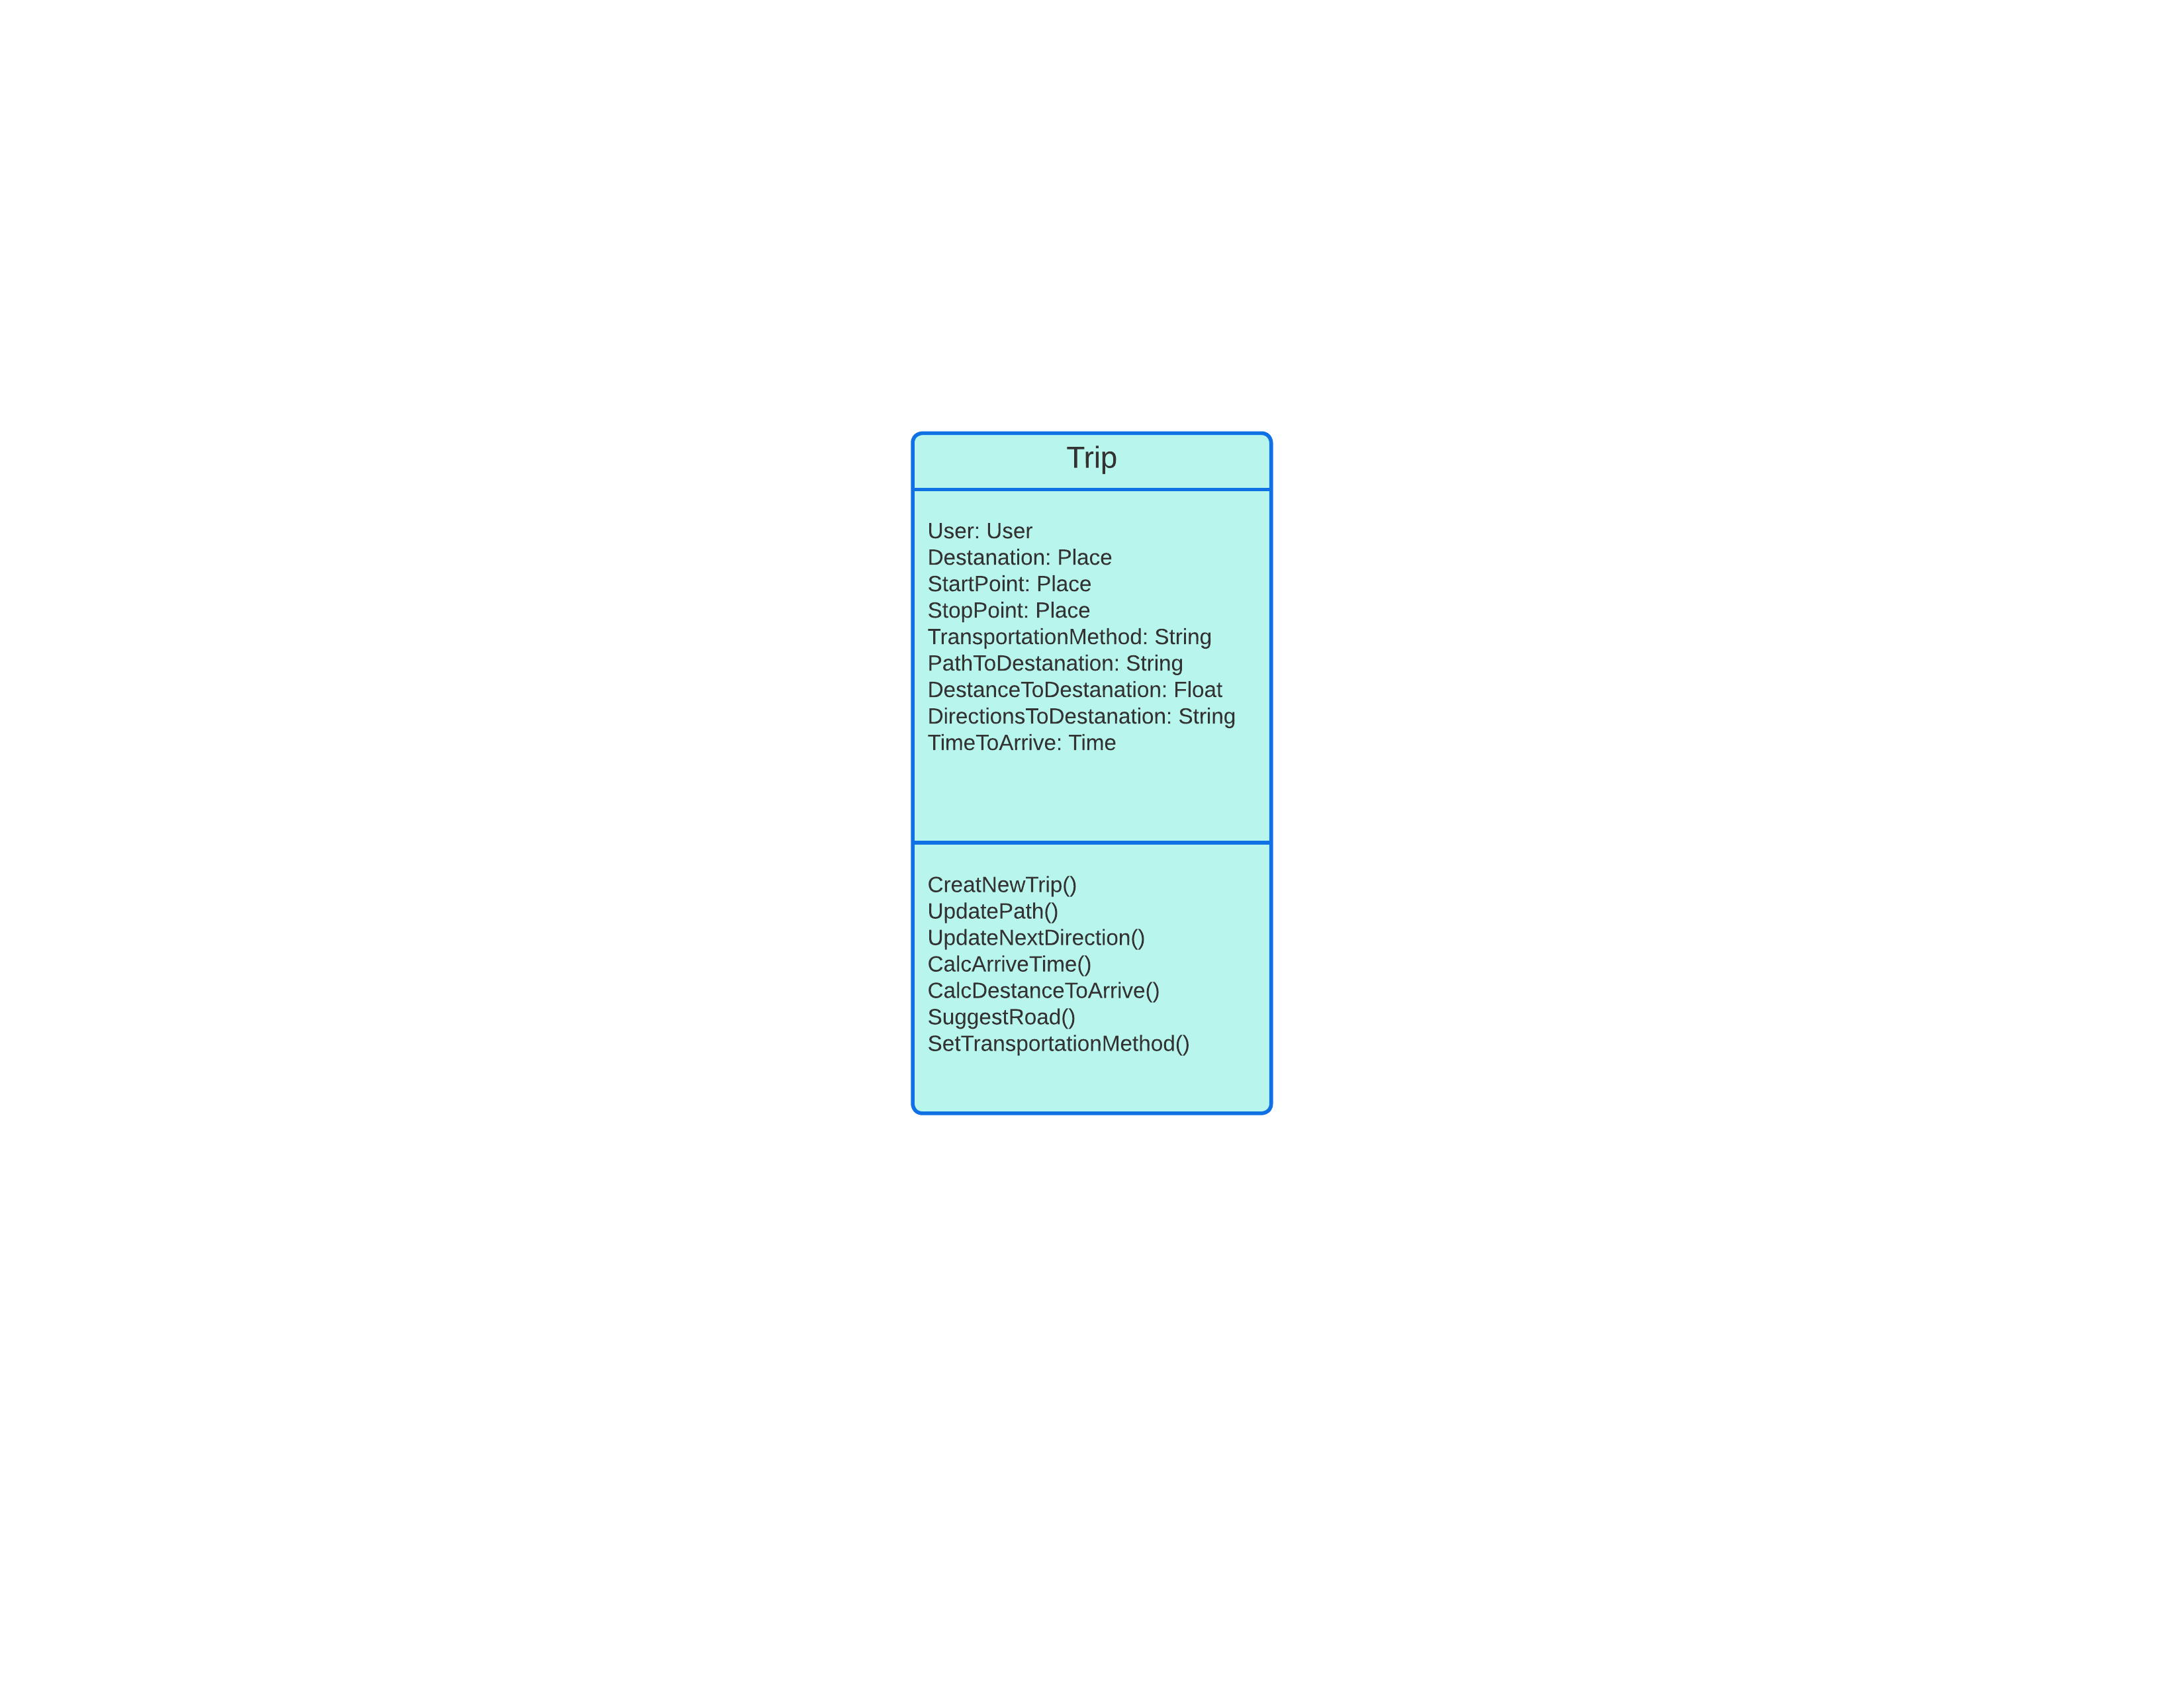 Trip
User: User
Destanation: Place
StartPoint: Place
StopPoint: Place
TransportationMethod: String
PathToDestanation: String
DestanceToDestanation: Float
DirectionsToDestanation: String
TimeToArrive: Time
CreatNewTrip()
UpdatePath()
UpdateNextDirection()
CalcArriveTime()
CalcDestanceToArrive()
SuggestRoad()
SetTransportationMethod()